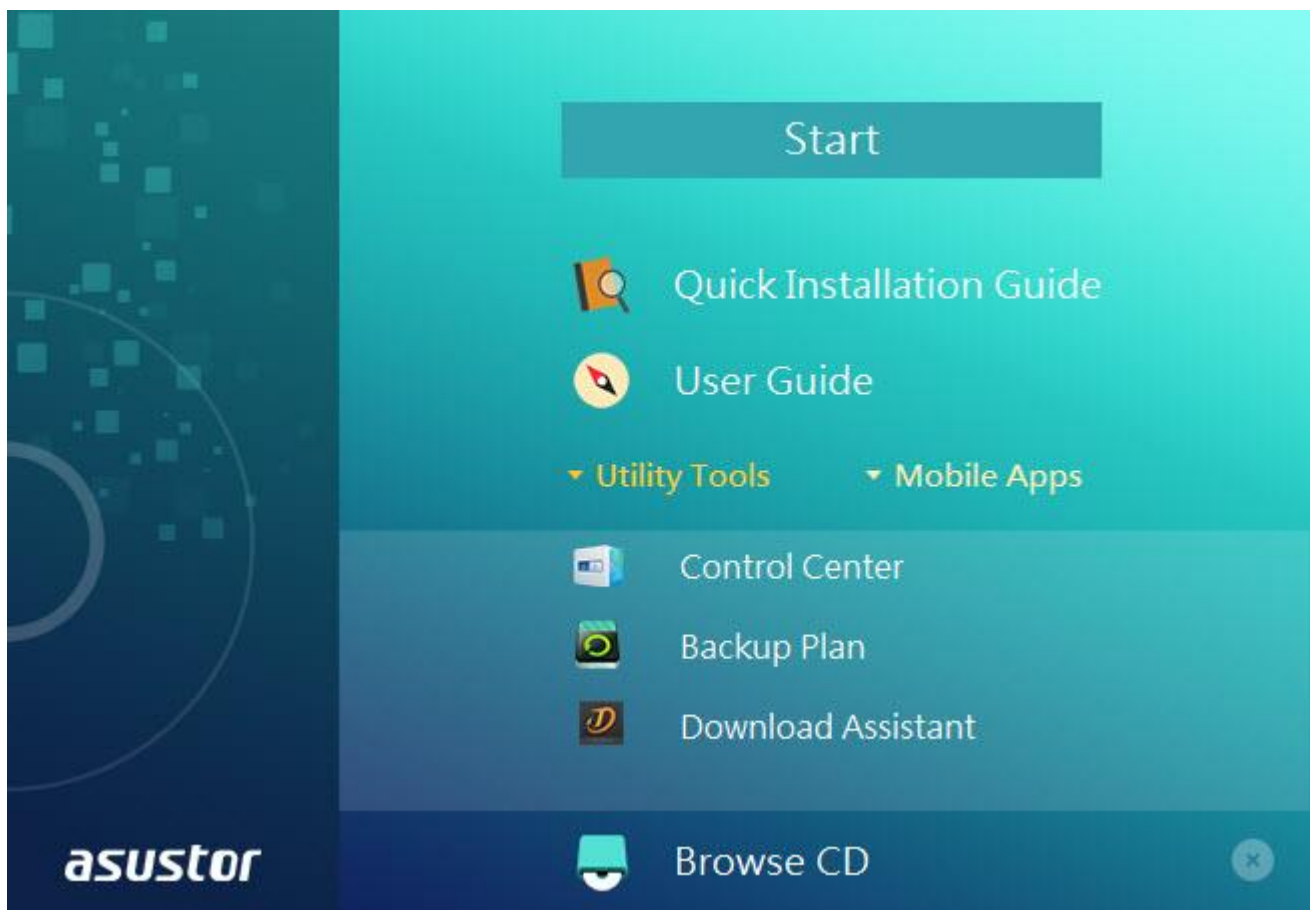 Start
Quick Installation Guide
User Guide
Utility Tools
Mobile Apps
Control Center
Backup Plan
Download Assistant
asustor
Browse CD